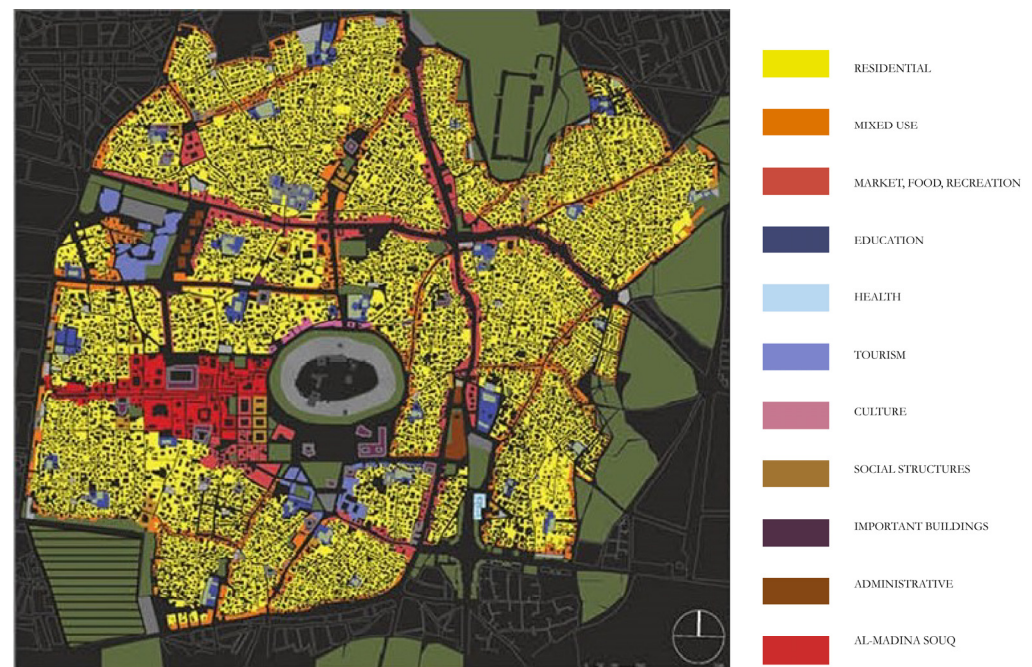 RESIDENTIAL
MIXED USE
MARKET, FOOD, RECREATION
EDUCATION
HEALTH
TOURISM
CULTURE
SOCIAL STRUCTURES
IMPORTANT BUILDINGS
ADMINISTRATIVE
AL-MADINA SOUQ